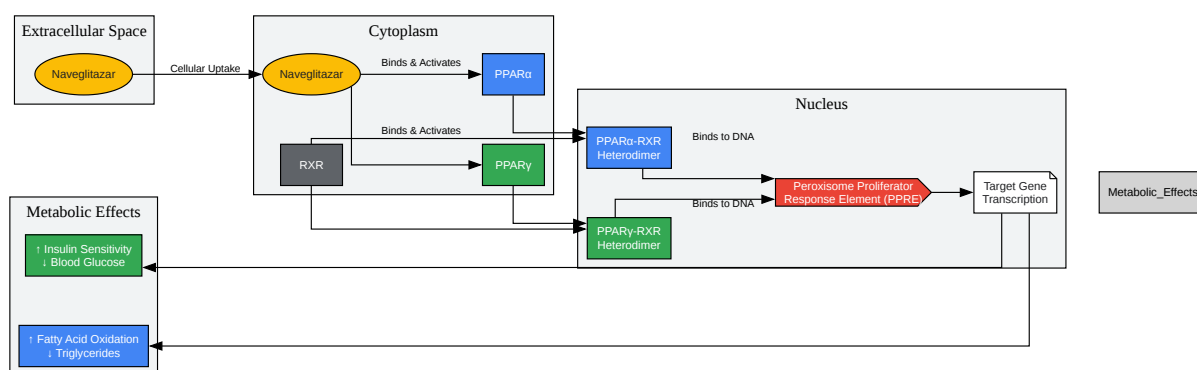 Extracellular Space
Naveglitazar
Cellular Uptake
Cytoplasm
Naveglitazar
Binds & Activates
PPARα
Binds & Activates
RXR
PPARγ
Nucleus
PPARα-RXR
Heterodimer
Binds to DNA
Peroxisome Proliferator
Response Element (PPRE)
Binds to DNA
PPARγ-RXR
Heterodimer
Target Gene
Transcription
Metabolic_Effects
Metabolic Effects
↑ Insulin Sensitivity
↓ Blood Glucose
↑ Fatty Acid Oxidation
↓ Triglycerides